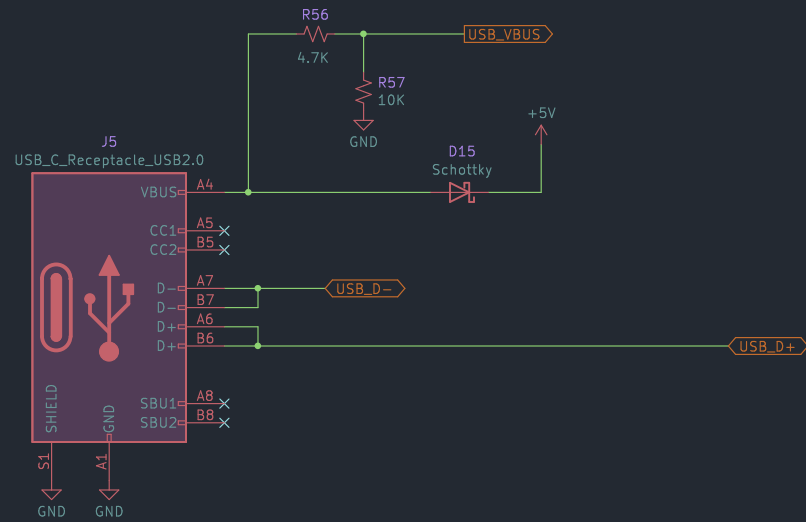 R56
USB_VBUS
4.7K
R57
10K
GND
+5V
J5
USB_C_Receptacle_USB2.0
D15
Schottky
VBUS
A4
CC1
A5
CC2
B5
D-
A7
USB_D-
D-
B7
D+
A6
D+
B6
USB_D+
SBU1
A8
SBU2
B8
SHIELD
GND
S1
A1
GND
GND